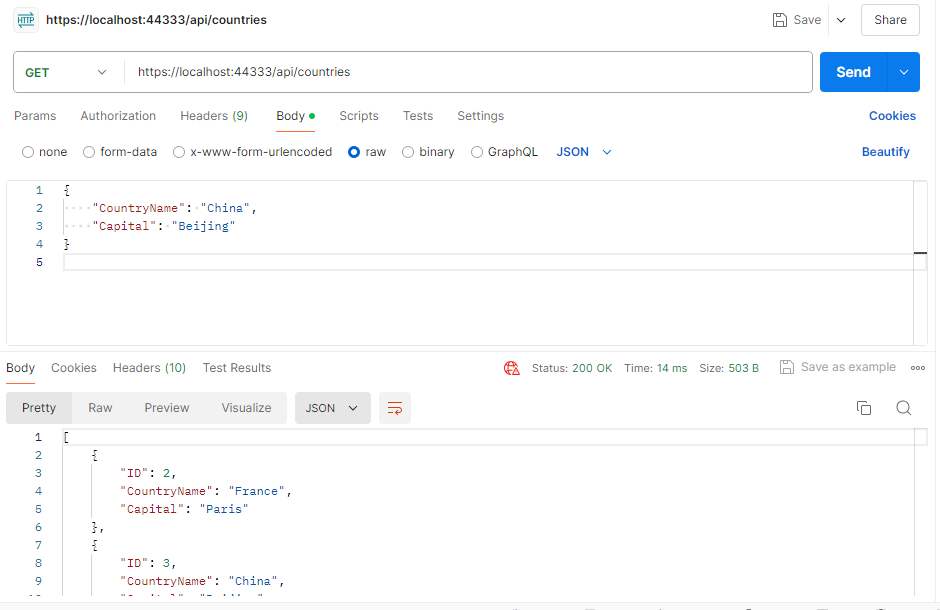 HTTP https://localhost:44333/api/countries Save Share
GET https://localhost:44333/api/countries Send
Params Authorization Headers (9) Body Scripts Tests Settings Cookies
none form-data x-www-form-urlencoded raw binary GraphQL JSON Beautify
1 {
2 "CountryName": "China",
3 "Capital": "Beijing"
4 }
5
Body Cookies Headers (10) Test Results Status: 200 OK Time: 14 ms Size: 503 B Save as example
Pretty Raw Preview Visualize JSON
1 [
2 {
3 "ID": 2,
4 "CountryName": "France",
5 "Capital": "Paris"
6 },
7 {
8 "ID": 3,
9 "CountryName": "China",